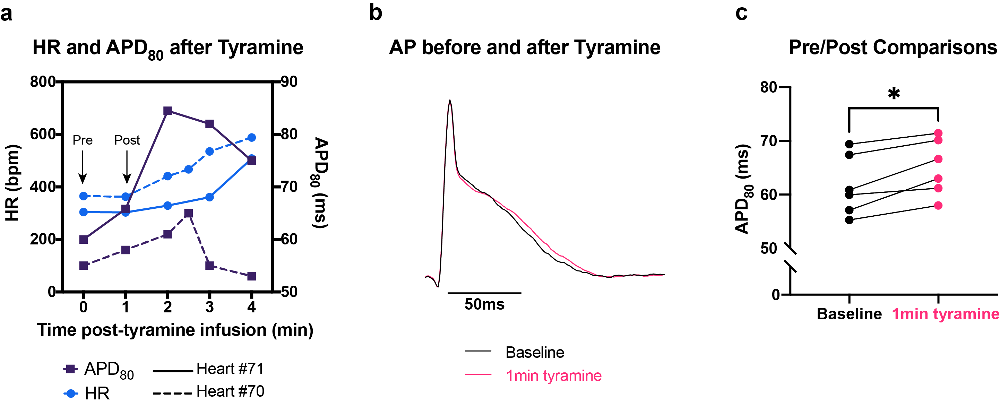 a
HR and APD80 after Tyramine
800
600
400
200
0
HR (bpm)
90
80
70
60
50
APD80 (ms)
Pre
Post
0 1 2 3 4
Time post-tyramine infusion (min)
APD80
HR
Heart #71
Heart #70
b
AP before and after Tyramine
50ms
Baseline
1min tyramine
c
Pre/Post Comparisons
80
70
60
50
0
APD80 (ms)
*
Baseline 1min tyramine